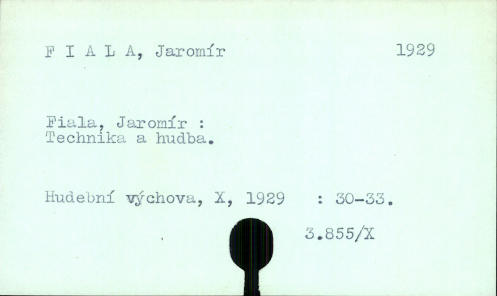 F I A L A, Jaromír 1929
Fiala, Jaromír :
Technika a hudba.
Hudební výchova, X, 1929 : 30-33.
3.855/X